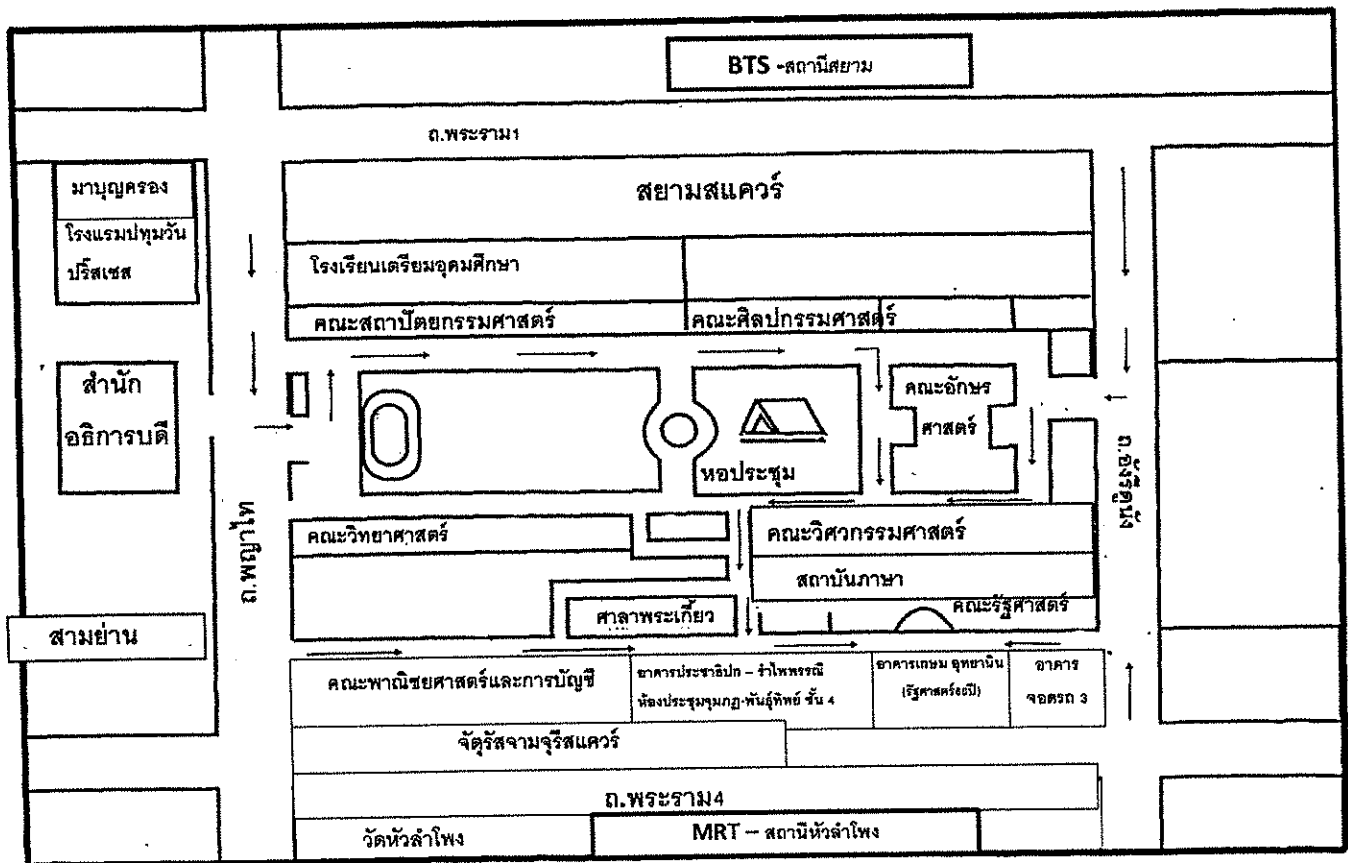 BTS -สถานีสยาม
ถ.พระราม1
มาบุญครอง
สยามสแควร์
โรงแรมปทุมวัน
ปริ๊สเซส
โรงเรียนเตรียมอุดมศึกษา
คณะสถาปัตยกรรมศาสตร์
คณะศิลปกรรมศาสตร์
สำนัก
อธิการบดี
คณะอักษร
ศาสตร์
หอประชุม
ถ.พญาไท
คณะวิทยาศาสตร์
คณะวิศวกรรมศาสตร์
สถาบันภาษา
คณะรัฐศาสตร์
ศาลาพระเกี้ยว
สามย่าน
คณะพาณิชยศาสตร์และการบัญชี
อาคารประชาธิปก – รำไพพรรณี
ห้องประชุมจุมภฏ-พันธุ์ทิพย์ ชั้น 4
อาคารเกษม อุทยานิน
(รัฐศาสตร์๖๐ปี)
อาคาร
จอดรถ 3
จัตุรัสจามจุรีสแควร์
ถ.พระราม4
วัดหัวลำโพง
MRT – สถานีหัวลำโพง